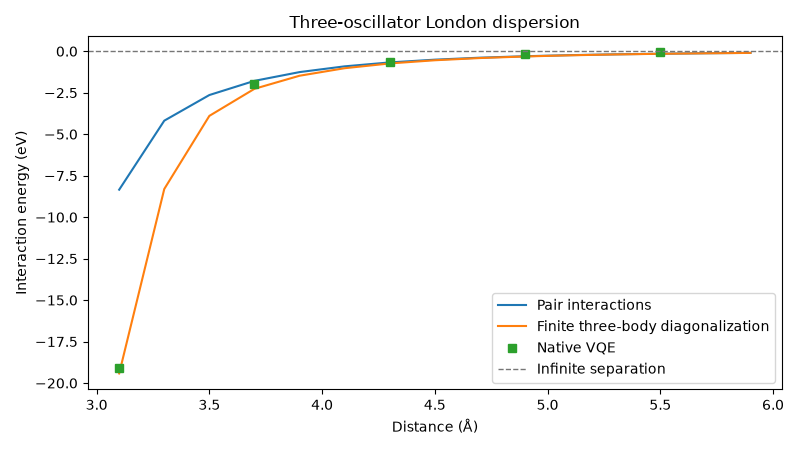 Three-oscillator London dispersion
Interaction energy (eV)
0.0
−2.5
−5.0
−7.5
−10.0
−12.5
−15.0
−17.5
−20.0
Pair interactions
Finite three-body diagonalization
Native VQE
Infinite separation
3.0 3.5 4.0 4.5 5.0 5.5 6.0
Distance (Å)